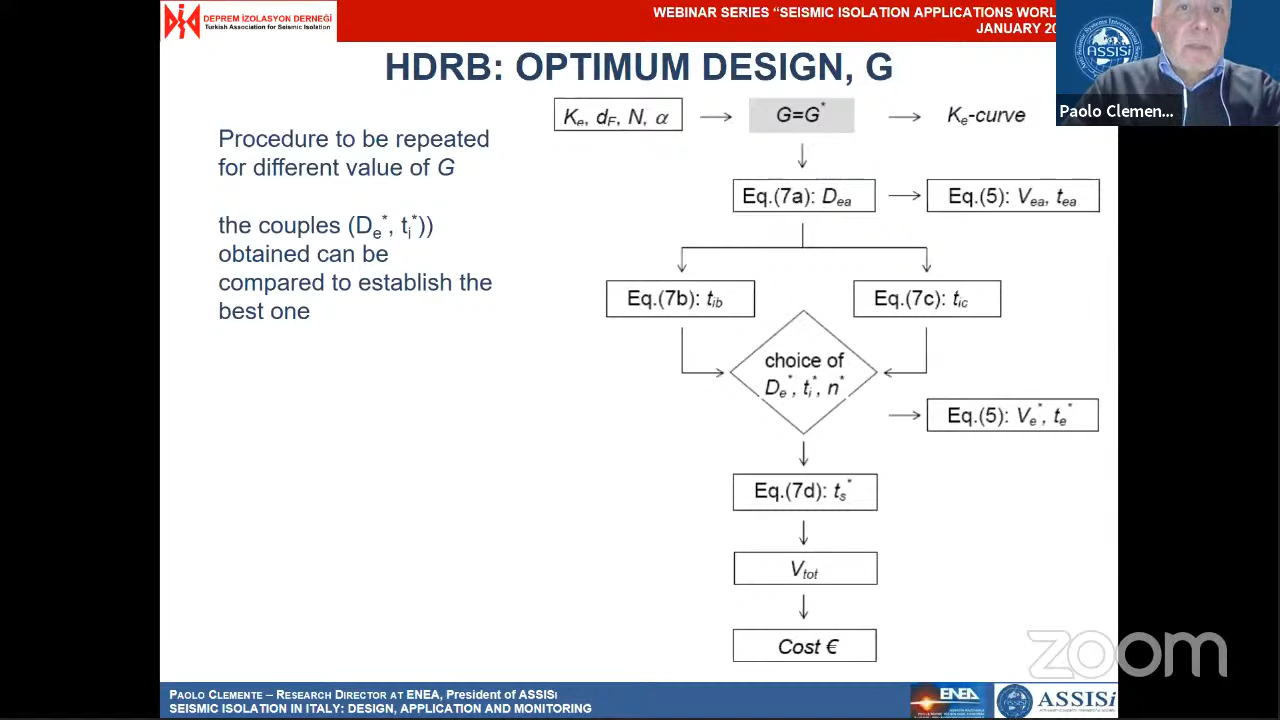 DEPREM İZOLASYON DERNEĞİ
Turkish Association for Seismic Isolation
WEBINAR SERIES “SEISMIC ISOLATION APPLICATIONS
JANUARY
HDRB: OPTIMUM DESIGN, G
ASSISi
Paolo Clemen...
Procedure to be repeated
for different value of G
the couples (De*, ti*))
obtained can be
compared to establish the
best one
Ke, dF, N, α
G=G*
Ke-curve
Eq.(7a): Dea
Eq.(5): Vea, tea
Eq.(7b): tib
Eq.(7c): tic
choice of
De*, ti*, n*
Eq.(5): Ve*, te*
Eq.(7d): ts*
Vtot
Cost €
zoom
PAOLO CLEMENTE – RESEARCH DIRECTOR AT ENEA, President of ASSISi
SEISMIC ISOLATION IN ITALY: DESIGN, APPLICATION AND MONITORING
ENEA
ASSISi